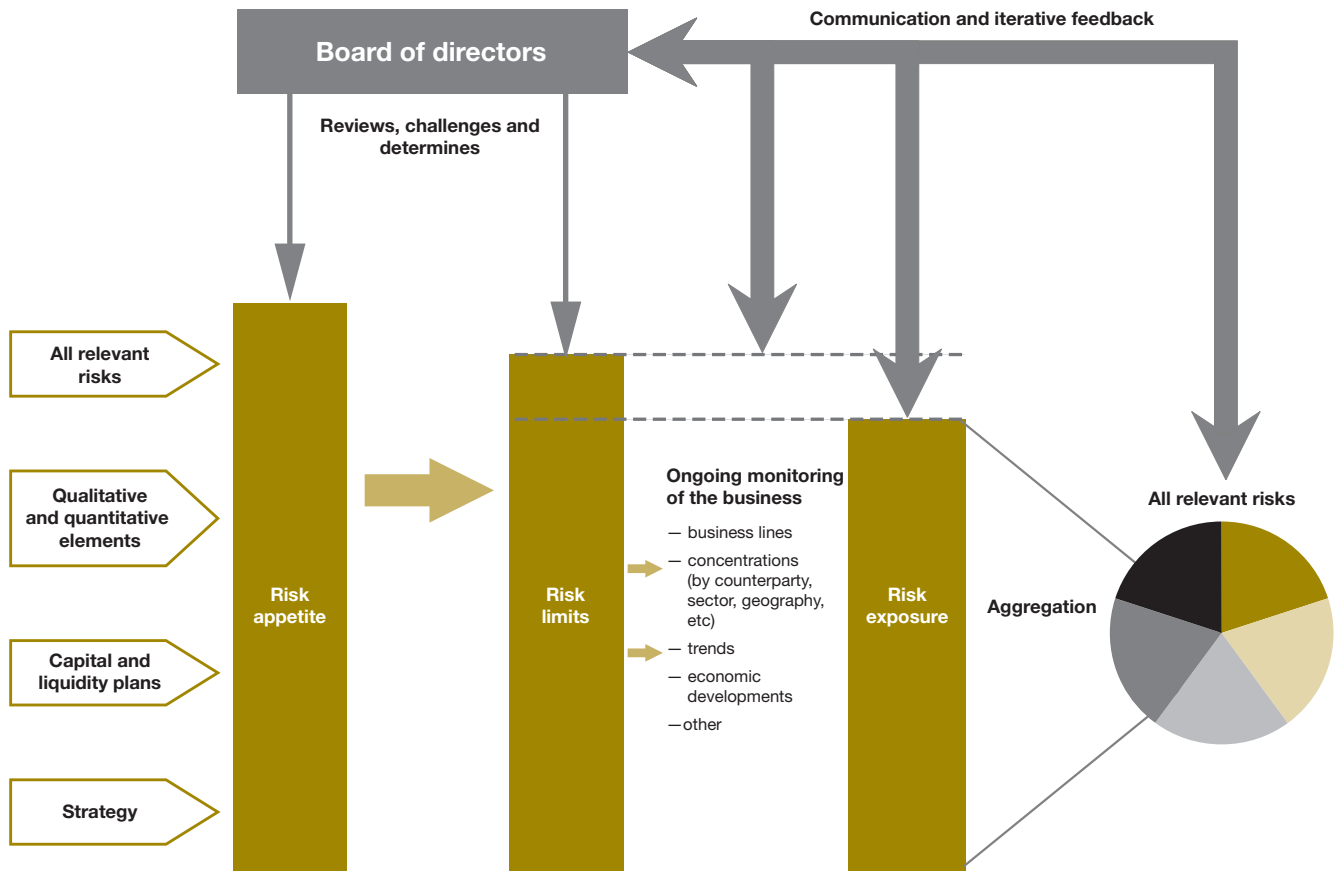 Communication and iterative feedback
Board of directors
Reviews, challenges and
determines
All relevant
risks
Qualitative
and quantitative
elements
Capital and
liquidity plans
Strategy
Risk
appetite
Risk
limits
Ongoing monitoring
of the business
— business lines
— concentrations
(by counterparty,
sector, geography,
etc)
— trends
— economic
developments
—other
Risk
exposure
Aggregation
All relevant risks